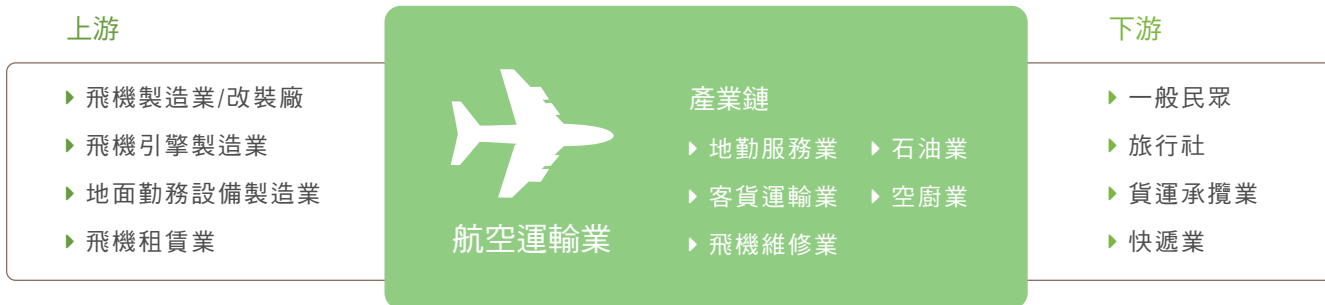 上游
飛機製造業/改裝廠
飛機引擎製造業
地面勤務設備製造業
飛機租賃業
航空運輸業
產業鏈
地勤服務業
石油業
客貨運輸業
空廚業
飛機維修業
下游
一般民眾
旅行社
貨運承攬業
快遞業